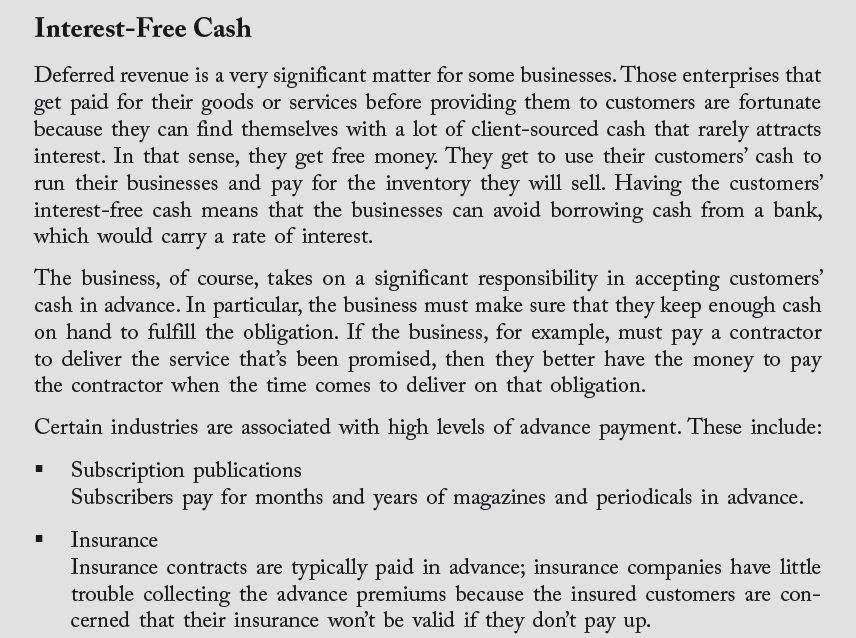 Interest-Free Cash
Deferred revenue is a very significant matter for some businesses. Those enterprises that
get paid for their goods or services before providing them to customers are fortunate
because they can find themselves with a lot of client-sourced cash that rarely attracts
interest. In that sense, they get free money. They get to use their customers’ cash to
run their businesses and pay for the inventory they will sell. Having the customers’
interest-free cash means that the businesses can avoid borrowing cash from a bank,
which would carry a rate of interest.
The business, of course, takes on a significant responsibility in accepting customers’
cash in advance. In particular, the business must make sure that they keep enough cash
on hand to fulfill the obligation. If the business, for example, must pay a contractor
to deliver the service that’s been promised, then they better have the money to pay
the contractor when the time comes to deliver on that obligation.
Certain industries are associated with high levels of advance payment. These include:
▪ Subscription publications
Subscribers pay for months and years of magazines and periodicals in advance.
▪ Insurance
Insurance contracts are typically paid in advance; insurance companies have little
trouble collecting the advance premiums because the insured customers are con-
cerned that their insurance won’t be valid if they don’t pay up.